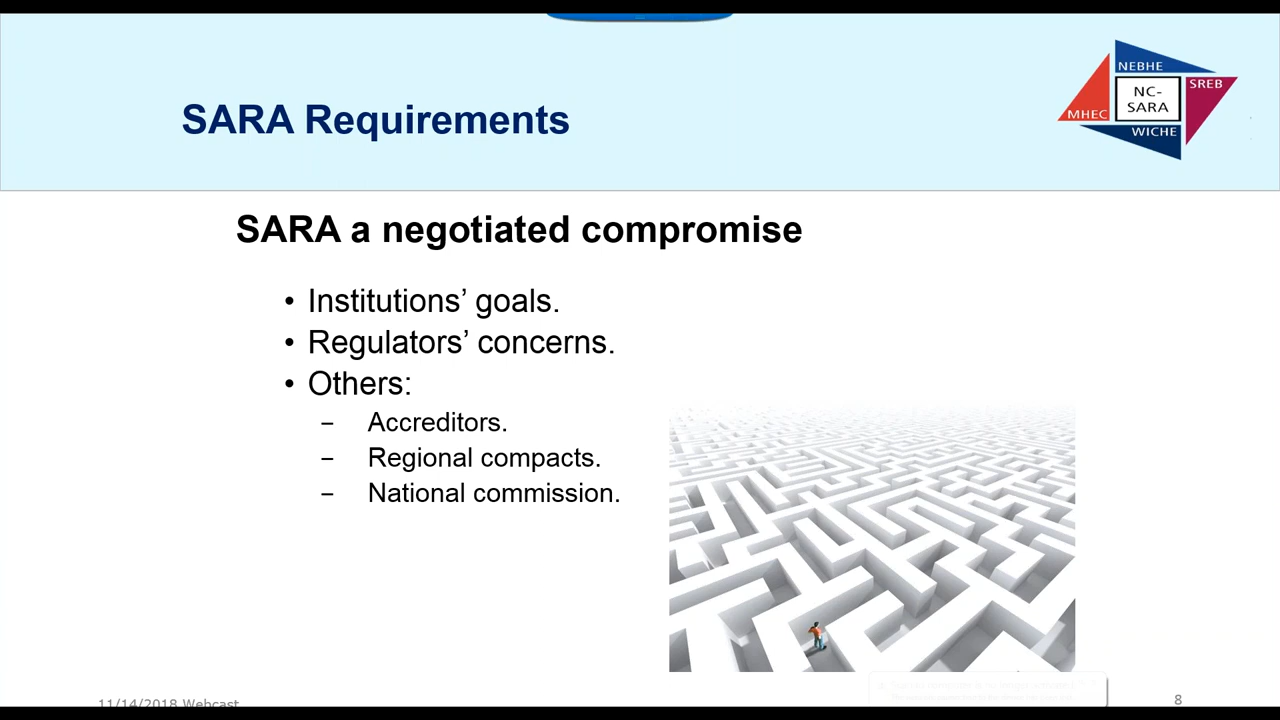 SARA Requirements
NEBHE
NC-
SARA
SREB
MHEC
WICHE
SARA a negotiated compromise
• Institutions’ goals.
• Regulators’ concerns.
• Others:
– Accreditors.
– Regional compacts.
– National commission.
11/14/2018 Webcast
8